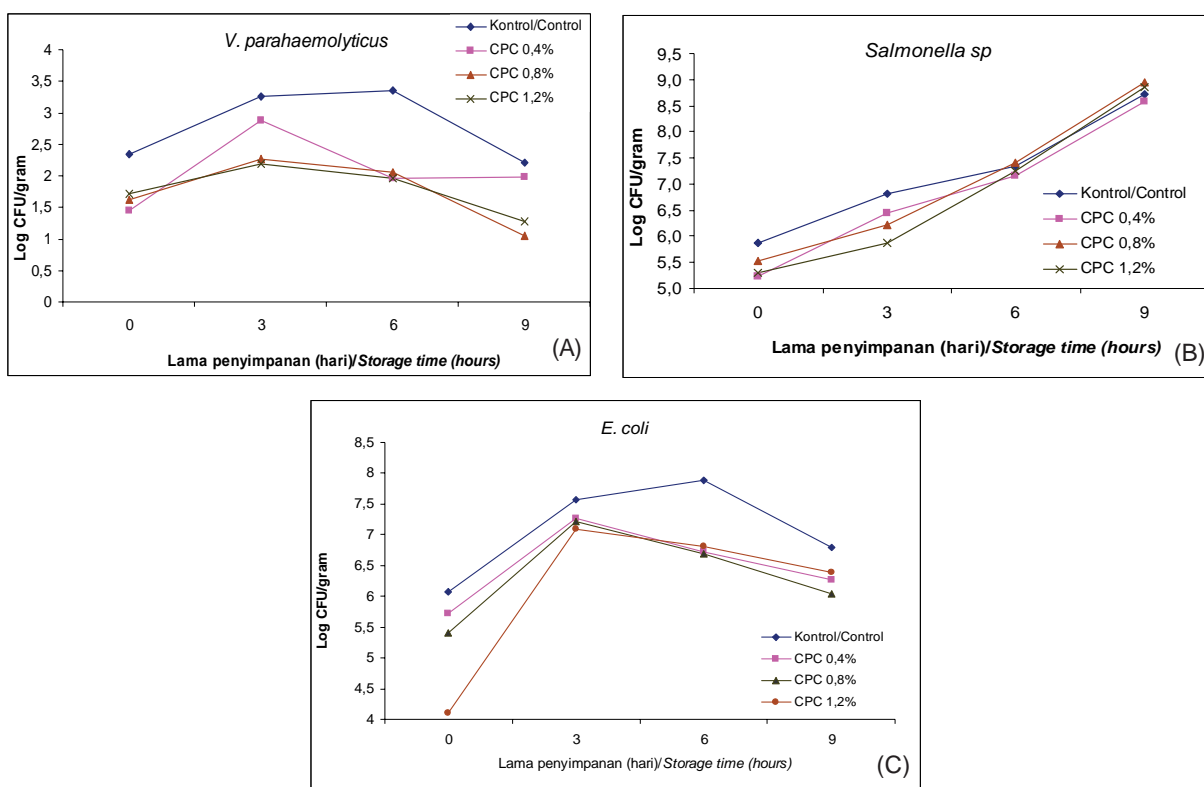 V. parahaemolyticus
Kontrol/Control
CPC 0,4%
CPC 0,8%
CPC 1,2%
Log CFU/gram
4
3,5
3
2,5
2
1,5
1
0,5
0
0 3 6 9
Lama penyimpanan (hari)/Storage time (hours)
(A)
Salmonella sp
Log CFU/gram
9,5
9,0
8,5
8,0
7,5
7,0
6,5
6,0
5,5
5,0
Kontrol/Control
CPC 0,4%
CPC 0,8%
CPC 1,2%
0 3 6 9
Lama penyimpanan (hari)/Storage time (hours)
(B)
E. coli
Log CFU/gram
8,5
8
7,5
7
6,5
6
5,5
5
4,5
4
Kontrol/Control
CPC 0,4%
CPC 0,8%
CPC 1,2%
0 3 6 9
Lama penyimpanan (hari)/Storage time (hours)
(C)